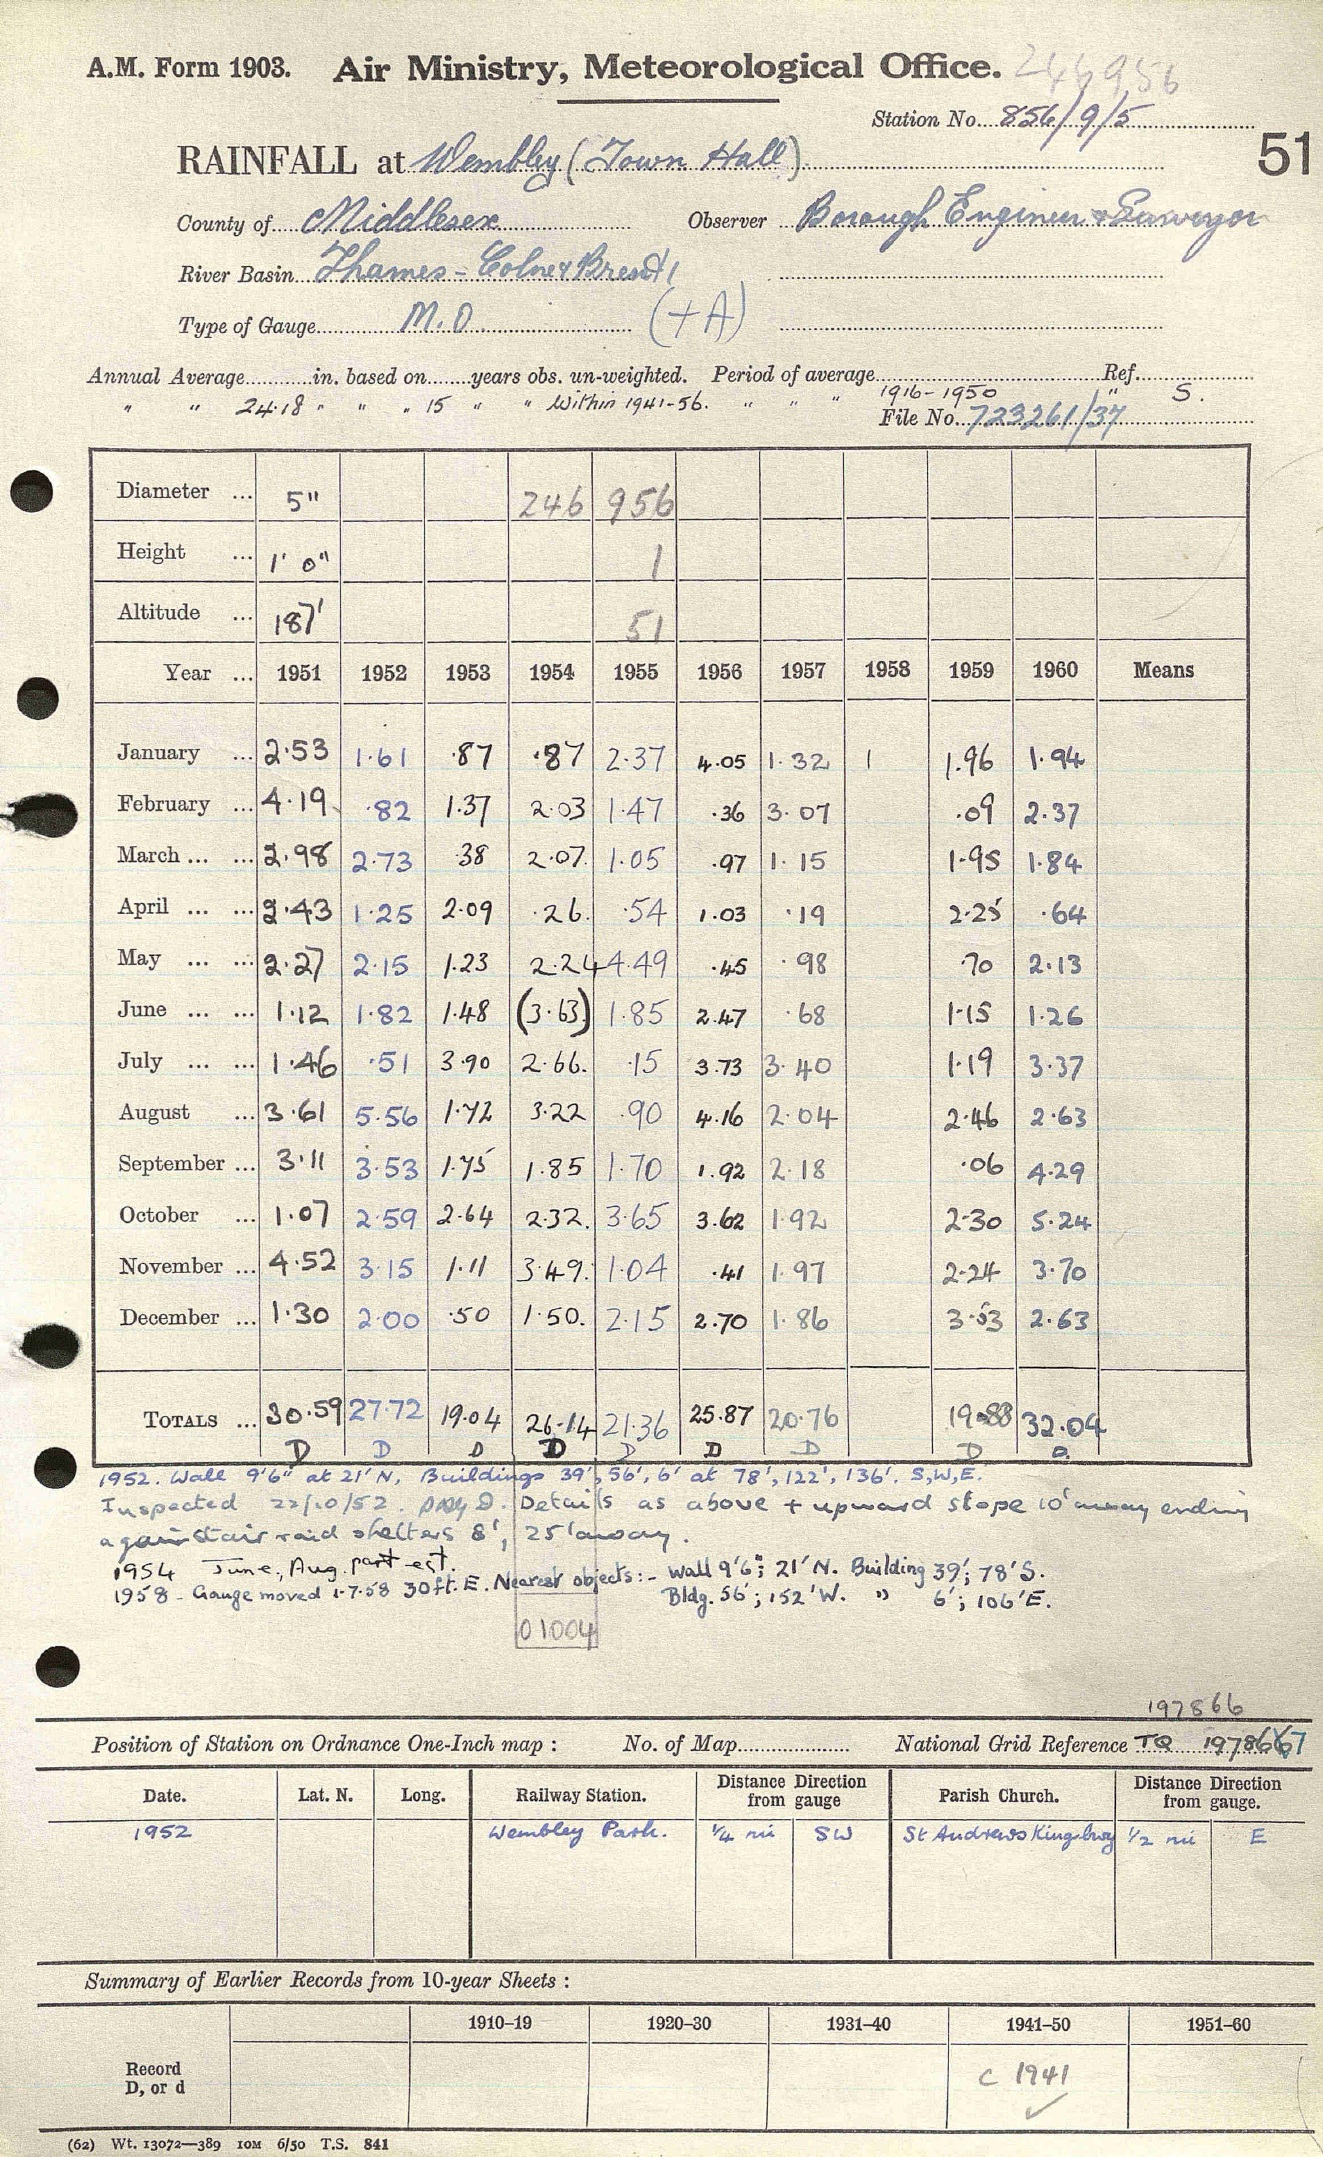 A.M. Form 1903. Air Ministry, Meteorological Office. 246956
Station No. 856/9/5
51
RAINFALL at Wembley (Town Hall)
County of Middlesex Observer Borough Engineer & Surveyor
River Basin Thames - Colne & Brent /1
Type of Gauge M.O. (+A)
Annual Average in. based on years obs. un-weighted. Period of average Ref.
" " 24.18 " " " 15 " " Within 1941-56. " " " 1916-1950 " S.
File No. 723261/37
Diameter ... 5" 246 956
Height ... 1' 0" 1
Altitude ... 187' 51
Year ... 1951 1952 1953 1954 1955 1956 1957 1958 1959 1960 Means
January ... 2.53 1.61 .87 .87 2.37 4.05 1.32 1 1.96 1.94
February ... 4.19 .82 1.37 2.03 1.47 .36 3.07 .09 2.37
March ... ... 2.98 2.73 .38 2.07. 1.05 .97 1.15 1.95 1.84
April ... ... 2.43 1.25 2.09 .26. .54 1.03 .19 2.25 .64
May ... ... 2.27 2.15 1.23 2.24 4.49 .45 .98 .70 2.13
June ... ... 1.12 1.82 1.48 (3.63) 1.85 2.47 .68 1.15 1.26
July ... ... 1.46 .51 3.90 2.66. .15 3.73 3.40 1.19 3.37
August ... 3.61 5.56 1.72 3.22 .90 4.16 2.04 2.46 2.63
September ... 3.11 3.53 1.75 1.85 1.70 1.92 2.18 .06 4.29
October ... 1.07 2.59 2.64 2.32. 3.65 3.62 1.92 2.30 5.24
November ... 4.52 3.15 1.11 3.49. 1.04 .41 1.97 2.24 3.70
December ... 1.30 2.00 .50 1.50. 2.15 2.70 1.86 3.53 2.63
TOTALS ... 30.59 27.72 19.04 26.14 21.36 25.87 20.76 19.88 32.04
D D D D D D D D D.
1952. Wall 9'6" at 21' N, Buildings 39', 56', 6' at 78', 122', 136'. S, W, E.
Inspected 22/10/52. D. Details as above + upward slope 10' away ending
against air raid shelters 8', 25' away.
1954 June, Aug. part est.
1958 - Gauge moved 1.7.58 30ft. E. Nearest objects:- Wall 9'6"; 21' N. Building 39'; 78' S.
Bldg. 56'; 152' W. " 6'; 106' E.
01004
197866
Position of Station on Ordnance One-Inch map : No. of Map National Grid Reference TQ 197866 67
Date. Lat. N. Long. Railway Station. Distance from gauge Direction Parish Church. Distance from gauge. Direction
1952 Wembley Park. 1/4 mi SW St Andrews Kingsbury 1/2 mi E
Summary of Earlier Records from 10-year Sheets :
1910–19 1920–30 1931–40 1941–50 1951–60
Record
D, or d
c 1941
(62) Wt. 13072—389 10M 6/50 T.S. 841